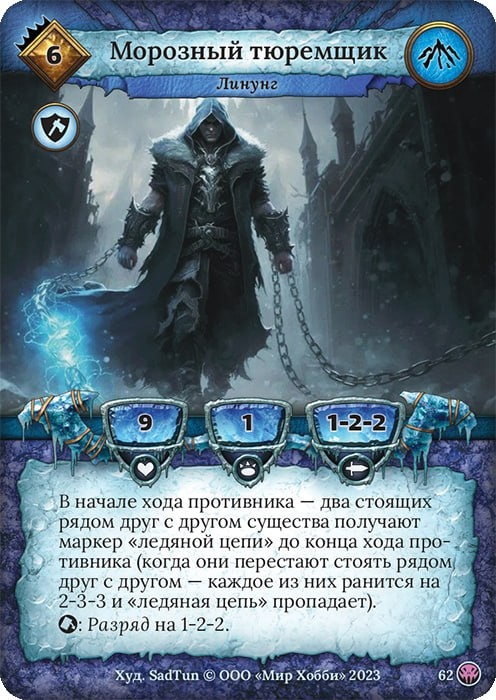 6
Морозный тюремщик
Линунг
9
1
1-2-2
В начале хода противника — два стоящих
рядом друг с другом существа получают
маркер «ледяной цепи» до конца хода про-
тивника (когда они перестают стоять рядом
друг с другом — каждое из них ранится на
2-3-3 и «ледяная цепь» пропадает).
: Разряд на 1-2-2.
Худ. SadTun © ООО «Мир Хобби» 2023
62